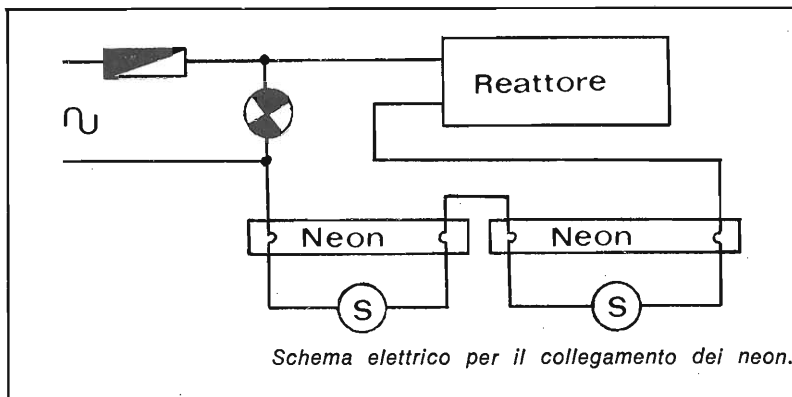 Reattore
Neon
Neon
S
S
Schema elettrico per il collegamento dei neon.